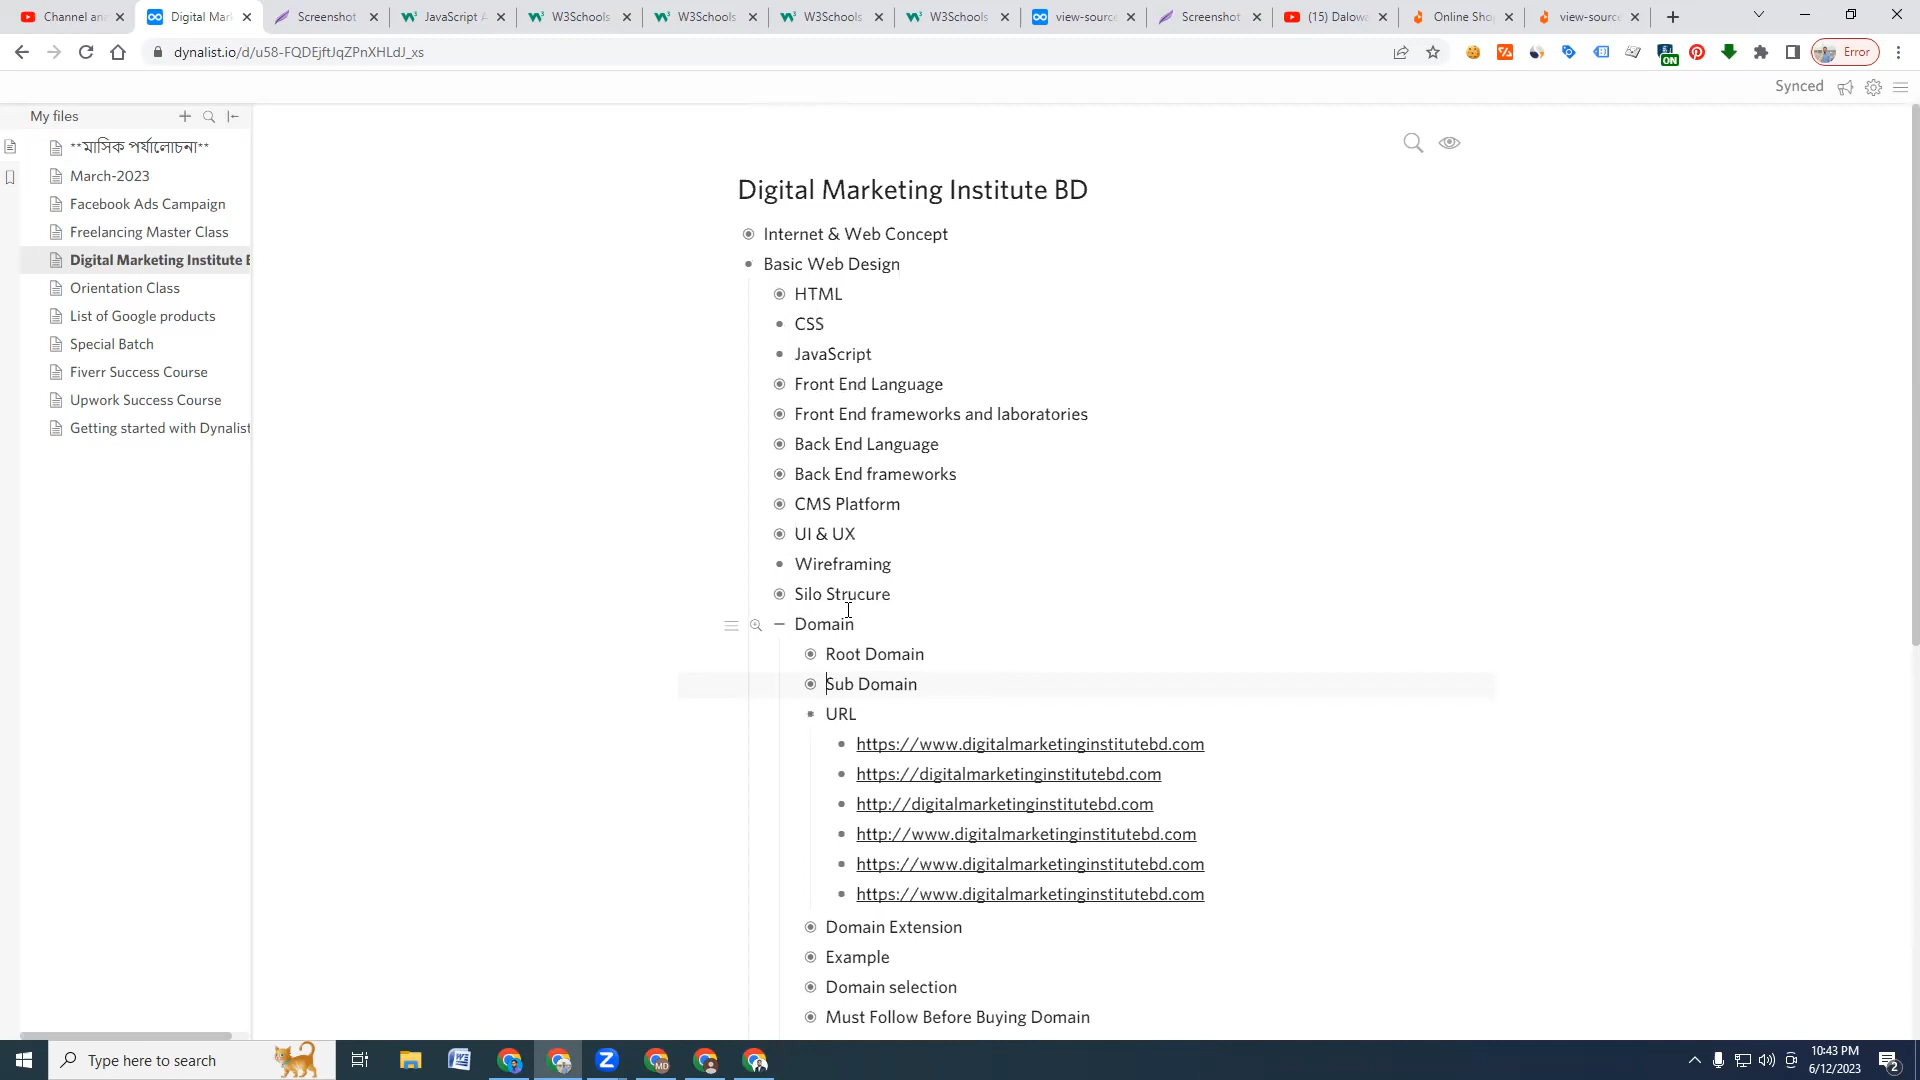 Channel ana
Digital Mark
Screenshot
JavaScript A
W3Schools
W3Schools
W3Schools
W3Schools
view-source
Screenshot
(15) Dalowa
Online Shop
view-source
dynalist.io/d/u58-FQDEjftJqZPnXHLdJ_xs
ON
Error
Synced
My files
**মাসিক পর্যালোচনা**
March-2023
Facebook Ads Campaign
Freelancing Master Class
Digital Marketing Institute B
Orientation Class
List of Google products
Special Batch
Fiverr Success Course
Upwork Success Course
Getting started with Dynalist
Digital Marketing Institute BD
Internet & Web Concept
Basic Web Design
HTML
CSS
JavaScript
Front End Language
Front End frameworks and laboratories
Back End Language
Back End frameworks
CMS Platform
UI & UX
Wireframing
Silo Strucure
Domain
Root Domain
Sub Domain
URL
https://www.digitalmarketinginstitutebd.com
https://digitalmarketinginstitutebd.com
http://digitalmarketinginstitutebd.com
http://www.digitalmarketinginstitutebd.com
https://www.digitalmarketinginstitutebd.com
https://www.digitalmarketinginstitutebd.com
Domain Extension
Example
Domain selection
Must Follow Before Buying Domain
Type here to search
10:43 PM
6/12/2023
2